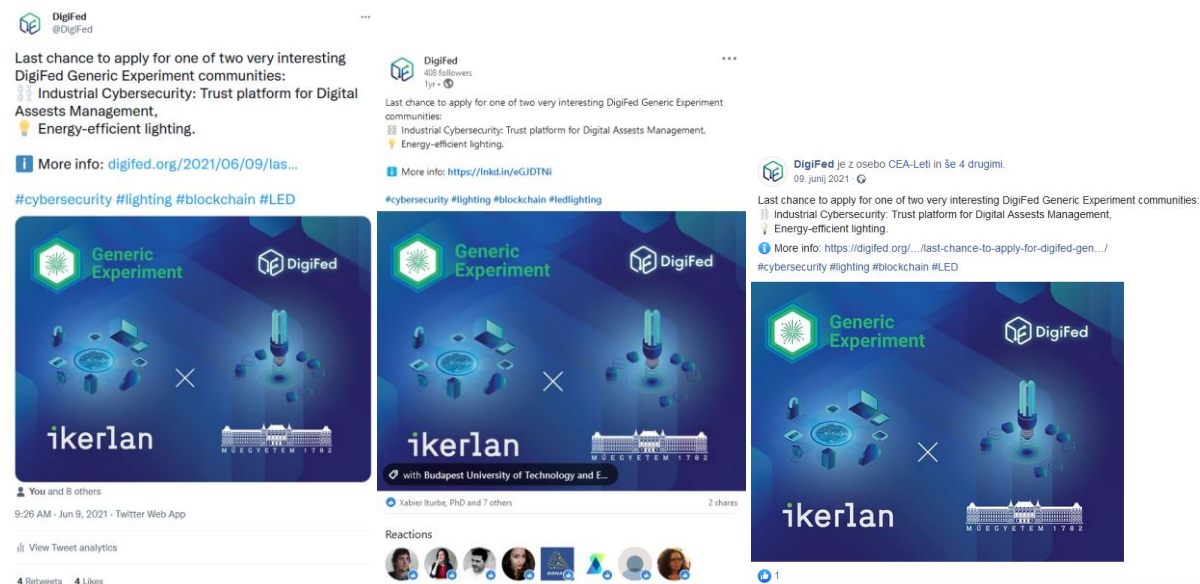 DigiFed
@DigiFed
Last chance to apply for one of two very interesting
DigiFed Generic Experiment communities:
⛓ Industrial Cybersecurity: Trust platform for Digital
Assests Management,
💡 Energy-efficient lighting.
ℹ️ More info: digifed.org/2021/06/09/las...
#cybersecurity #lighting #blockchain #LED
Generic
Experiment
DigiFed
ikerlan
MŰEGYETEM 1782
You and 8 others
9:26 AM · Jun 9, 2021 · Twitter Web App
View Tweet analytics
4 Retweets 4 Likes
DigiFed
408 followers
1yr •
Last chance to apply for one of two very interesting DigiFed Generic Experiment
communities:
⛓ Industrial Cybersecurity: Trust platform for Digital Assests Management,
💡 Energy-efficient lighting.
ℹ️ More info: https://lnkd.in/eGJDTNi
#cybersecurity #lighting #blockchain #ledlighting
Generic
Experiment
DigiFed
ikerlan
MŰEGYETEM 1782
with Budapest University of Technology and E...
Xabier Iturbe, PhD and 7 others 2 shares
Reactions
DigiFed je z osebo CEA-Leti in še 4 drugimi.
09. junij 2021 ·
Last chance to apply for one of two very interesting DigiFed Generic Experiment communities:
⛓ Industrial Cybersecurity: Trust platform for Digital Assests Management,
💡 Energy-efficient lighting.
ℹ️ More info: https://digifed.org/.../last-chance-to-apply-for-digifed-gen.../
#cybersecurity #lighting #blockchain #LED
Generic
Experiment
DigiFed
ikerlan
MŰEGYETEM 1782
1